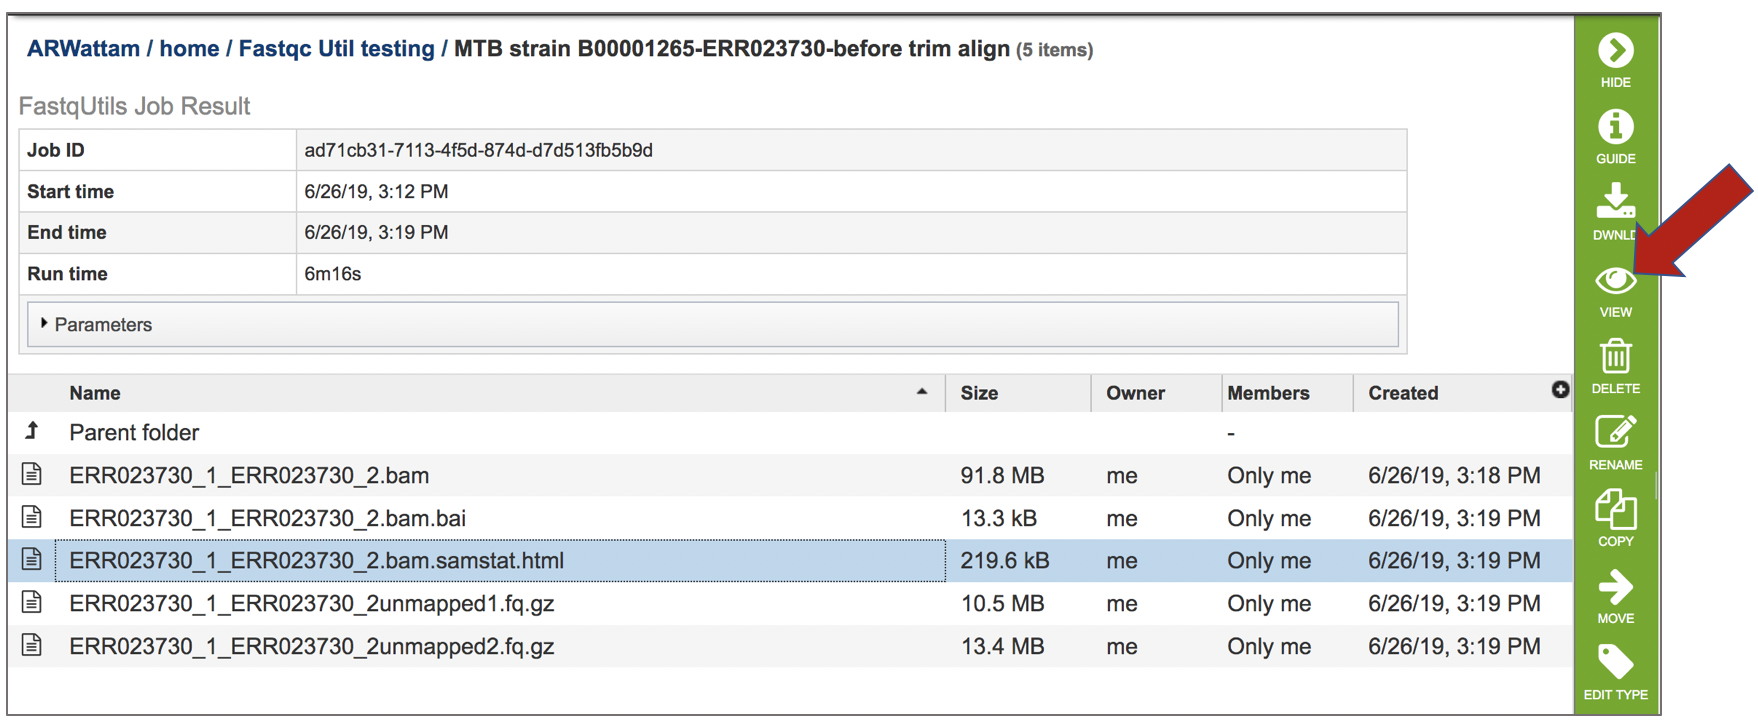 ARWattam / home / Fastqc Util testing / MTB strain B00001265-ERR023730-before trim align (5 items)
FastqUtils Job Result
Job ID ad71cb31-7113-4f5d-874d-d7d513fb5b9d
Start time 6/26/19, 3:12 PM
End time 6/26/19, 3:19 PM
Run time 6m16s
Parameters
Name Size Owner Members Created
Parent folder -
ERR023730_1_ERR023730_2.bam 91.8 MB me Only me 6/26/19, 3:18 PM
ERR023730_1_ERR023730_2.bam.bai 13.3 kB me Only me 6/26/19, 3:19 PM
ERR023730_1_ERR023730_2.bam.samstat.html 219.6 kB me Only me 6/26/19, 3:19 PM
ERR023730_1_ERR023730_2unmapped1.fq.gz 10.5 MB me Only me 6/26/19, 3:19 PM
ERR023730_1_ERR023730_2unmapped2.fq.gz 13.4 MB me Only me 6/26/19, 3:19 PM
HIDE
GUIDE
DWNLD
VIEW
DELETE
RENAME
COPY
MOVE
EDIT TYPE